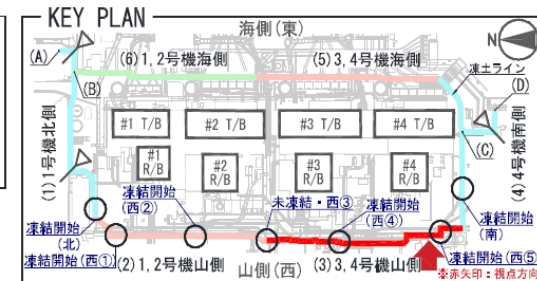 KEY PLAN
海側(東)
N
(A)
(6)1,2号機海側
(5)3,4号機海側
凍土ライン
(B)
(D)
#1 T/B
#2 T/B
#3 T/B
#4 T/B
(C)
(1)1号機北側
(4)4号機南側
#1
R/B
#2
R/B
#3
R/B
#4
R/B
凍結開始
(西②)
未凍結・西③
凍結開始
(西④)
凍結開始
(北)
凍結開始
(南)
凍結開始(西①)
(2)1,2号機山側
山側(西)
(3)3,4号機山側
凍結開始(西⑤)
※赤矢印:視点方向